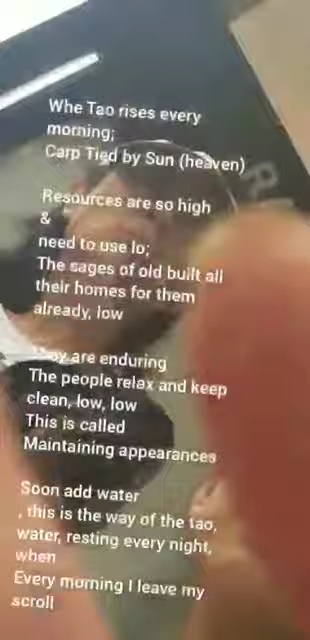 Whe Tao rises every
morning;
Carp Tied by Sun (heaven)
Resources are so high
&
need to use lo;
The sages of old built all
their homes for them
already, low
are enduring
The people relax and keep
clean, low, low
This is called
Maintaining appearances
Soon add water
, this is the way of the tao,
water, resting every night,
when
Every morning I leave my
scroll